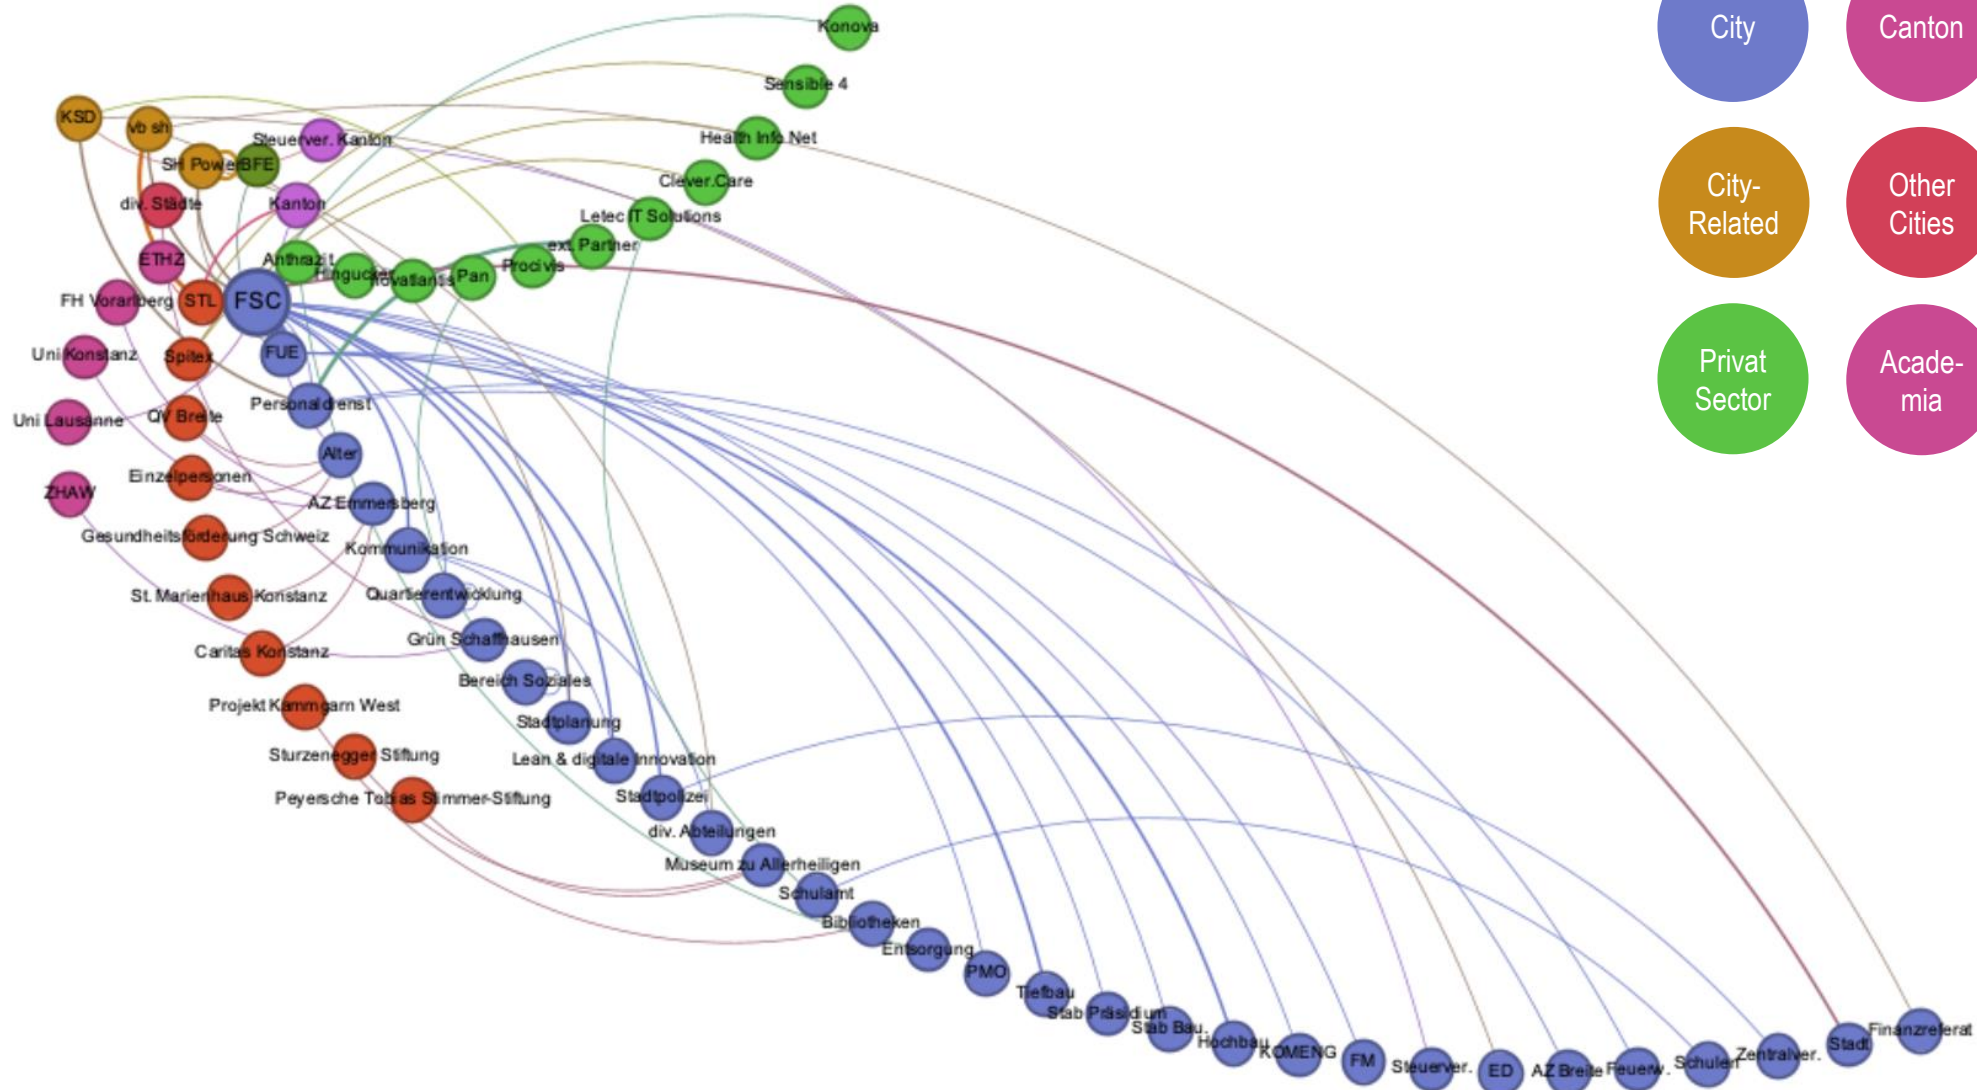 Konova
City
Canton
Sensible 4
KSD
vb sh
Steuerver. Kanton
Health Info Net
SH Power
BFE
Clever.Care
City-
Related
Other
Cities
div. Städte
Kanton
Letec IT Solutions
ext. Partner
ETHZ
Anthrazit
Hingucker
novatlantis
Pan
Procivis
FH Vorarlberg
STL
FSC
Uni Konstanz
Spitex
FUE
Privat
Sector
Acade-
mia
Personaldienst
Uni Lausanne
QV Breite
Alter
Einzelpersonen
ZHAW
AZ Emmersberg
Gesundheitsförderung Schweiz
Kommunikation
St. Marienhaus Konstanz
Quartierentwicklung
Grün Schaffhausen
Caritas Konstanz
Bereich Soziales
Projekt Kammgarn West
Stadtplanung
Sturzenegger Stiftung
Lean & digitale Innovation
Peyersche Tobias Stimmer-Stiftung
Stadtpolizei
div. Abteilungen
Museum zu Allerheiligen
Schulamt
Bibliotheken
Entsorgung
PMO
Tiefbau
Stab Präsidium
Stab Bau.
Hochbau
KOMENG
FM
Steuerver.
ED
AZ Breite
Feuerw.
Schulen
Zentralver.
Stadt
Finanzreferat